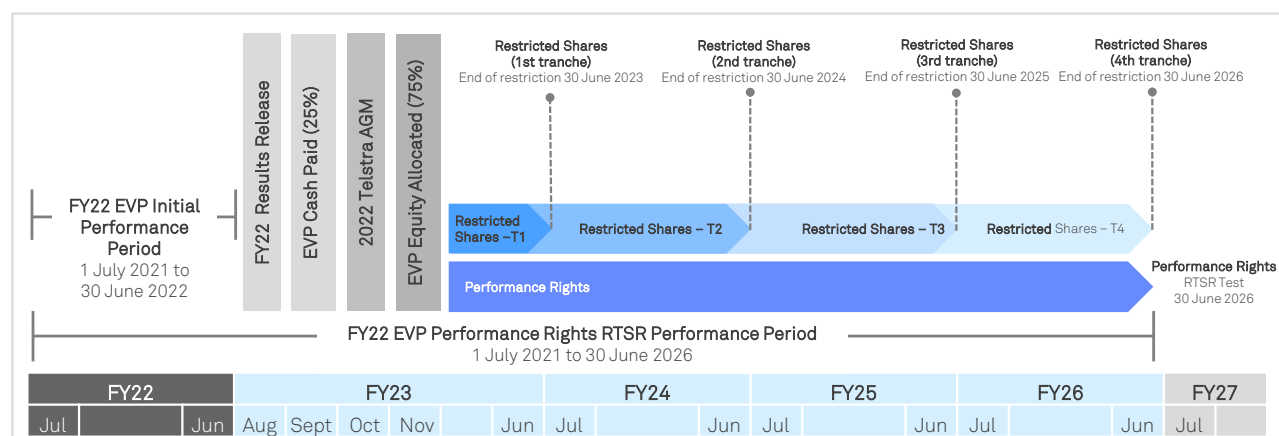 Restricted Shares
(1st tranche)
End of restriction 30 June 2023
Restricted Shares
(2nd tranche)
End of restriction 30 June 2024
Restricted Shares
(3rd tranche)
End of restriction 30 June 2025
Restricted Shares
(4th tranche)
End of restriction 30 June 2026
FY22 EVP Initial
Performance
Period
1 July 2021 to
30 June 2022
FY22 Results Release
EVP Cash Paid (25%)
2022 Telstra AGM
EVP Equity Allocated (75%)
Restricted
Shares –T1
Restricted Shares – T2
Restricted Shares – T3
Restricted Shares – T4
Performance Rights
Performance Rights
RTSR Test
30 June 2026
FY22 EVP Performance Rights RTSR Performance Period
1 July 2021 to 30 June 2026
FY22 FY23 FY24 FY25 FY26 FY27
Jul Jun Aug Sept Oct Nov Jun Jul Jun Jul Jun Jul Jun Jul